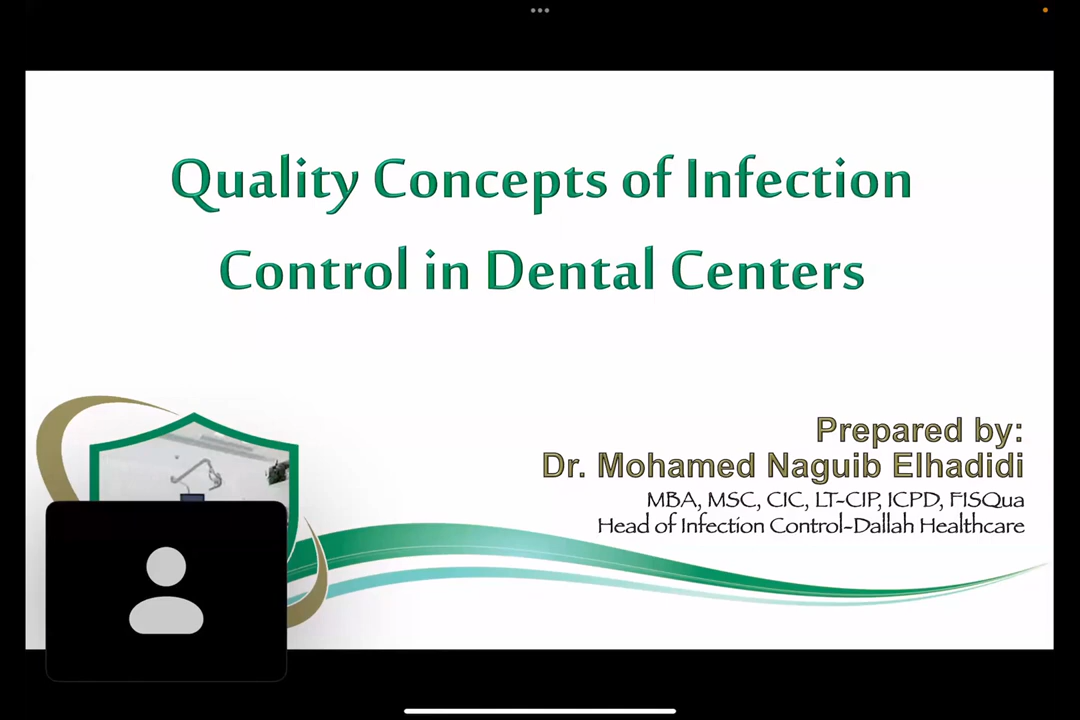 Quality Concepts of Infection
Control in Dental Centers
Prepared by:
Dr. Mohamed Naguib Elhadidi
MBA, MSC, CIC, LT-CIP, ICPD, FISQua
Head of Infection Control-Dallah Healthcare